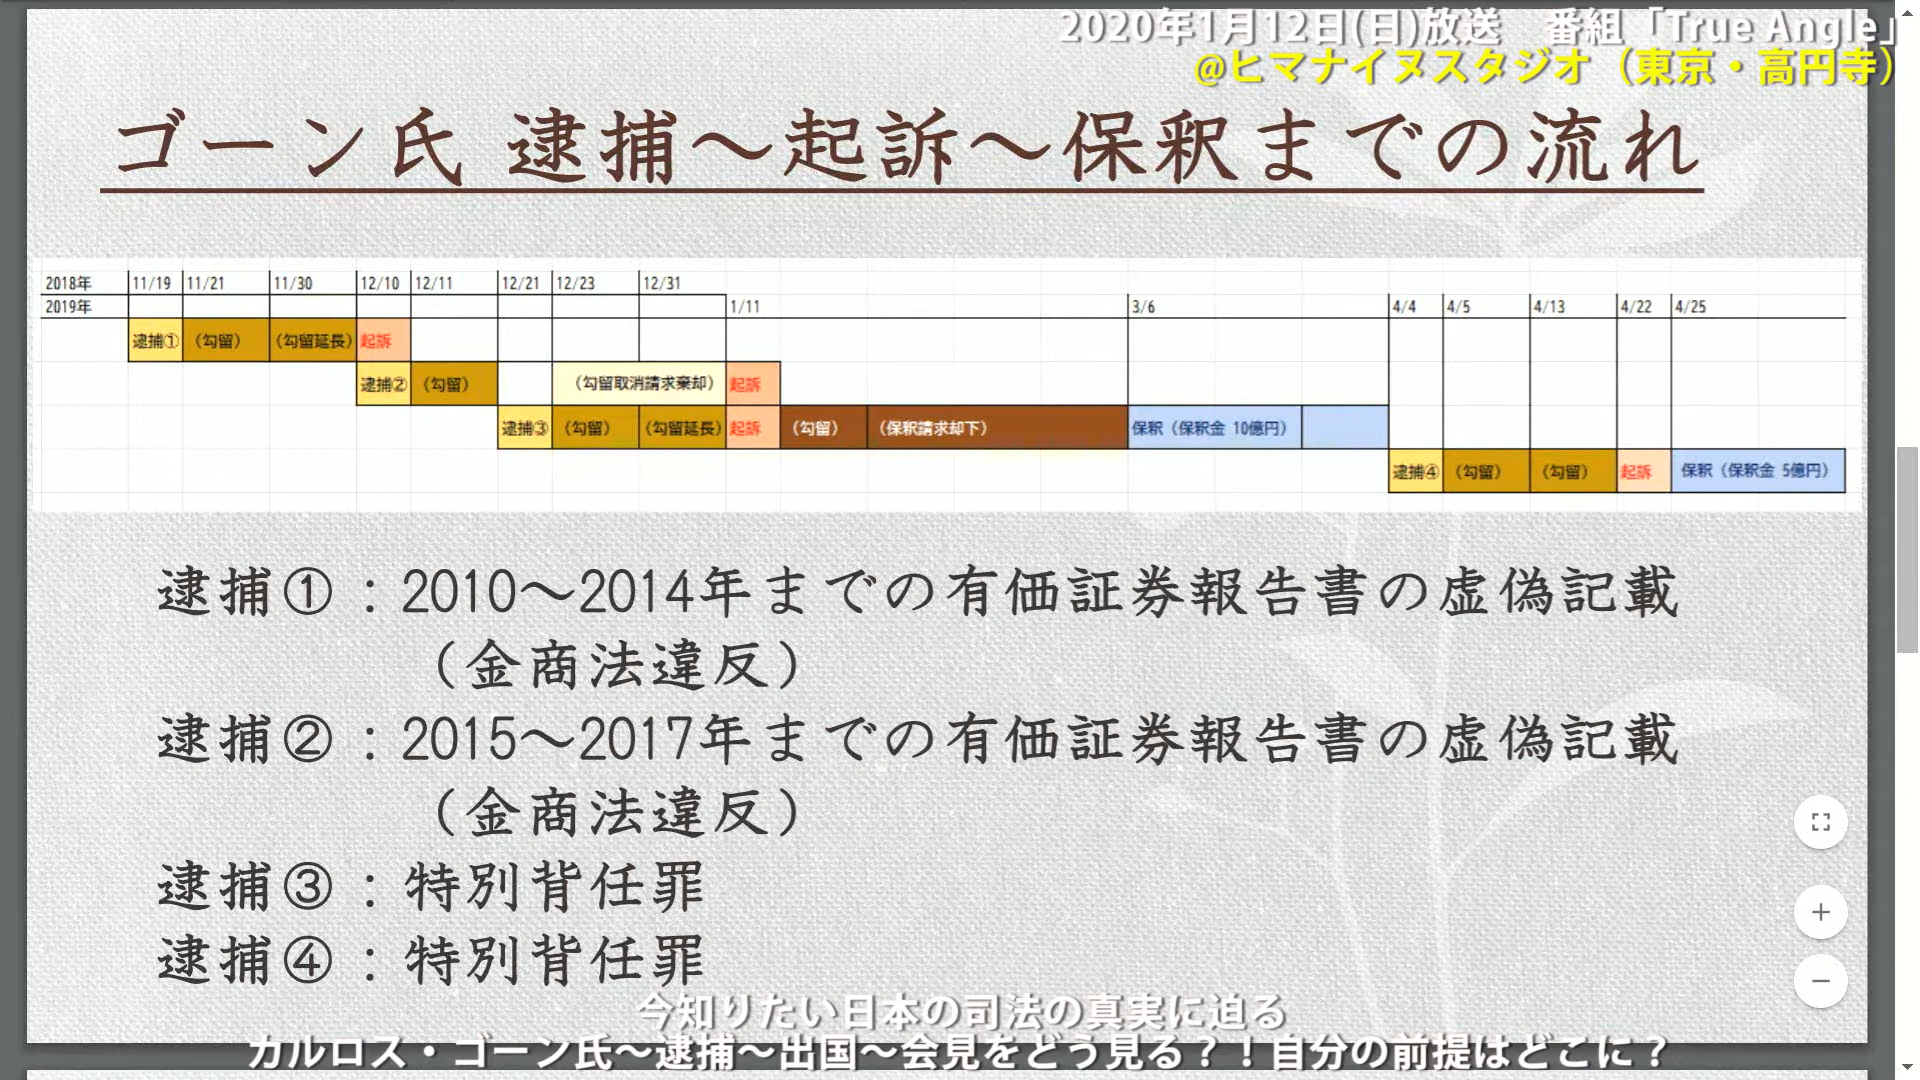 2020年1月12日(日)放送　番組「True Angle」
@ヒマナイヌスタジオ（東京・高円寺）
ゴーン氏 逮捕～起訴～保釈までの流れ
2018年 11/19 11/21 11/30 12/10 12/11 12/21 12/23 12/31
2019年 1/11 3/6 4/4 4/5 4/13 4/22 4/25
逮捕① （勾留） （勾留延長） 起訴
逮捕② （勾留） （勾留取消請求棄却） 起訴
逮捕③ （勾留） （勾留延長） 起訴 （勾留） （保釈請求却下） 保釈（保釈金 10億円）
逮捕④ （勾留） （勾留） 起訴 保釈（保釈金 5億円）
逮捕①：2010～2014年までの有価証券報告書の虚偽記載
（金商法違反）
逮捕②：2015～2017年までの有価証券報告書の虚偽記載
（金商法違反）
逮捕③：特別背任罪
逮捕④：特別背任罪
今知りたい日本の司法の真実に迫る
カルロス・ゴーン氏～逮捕～出国～会見をどう見る？！自分の前提はどこに？